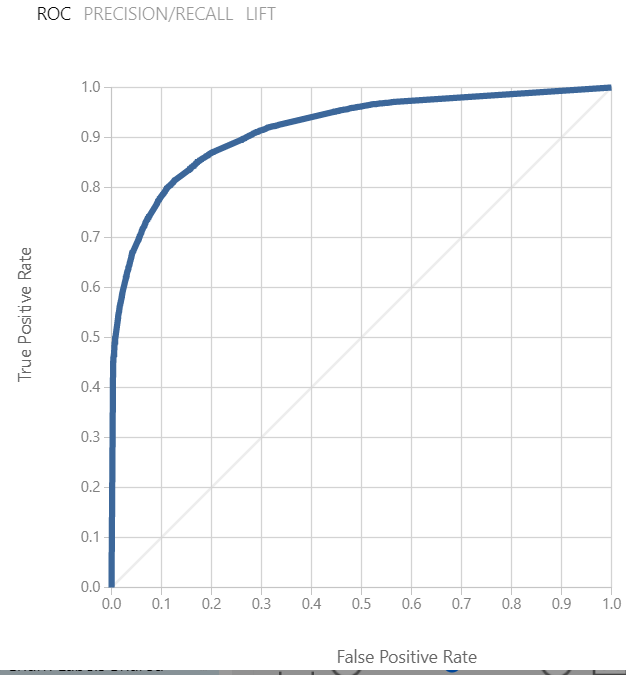 ROC PRECISION/RECALL LIFT
1.0
0.9
0.8
0.7
0.6
0.5
0.4
0.3
0.2
0.1
0.0
True Positive Rate
0.0 0.1 0.2 0.3 0.4 0.5 0.6 0.7 0.8 0.9 1.0
False Positive Rate